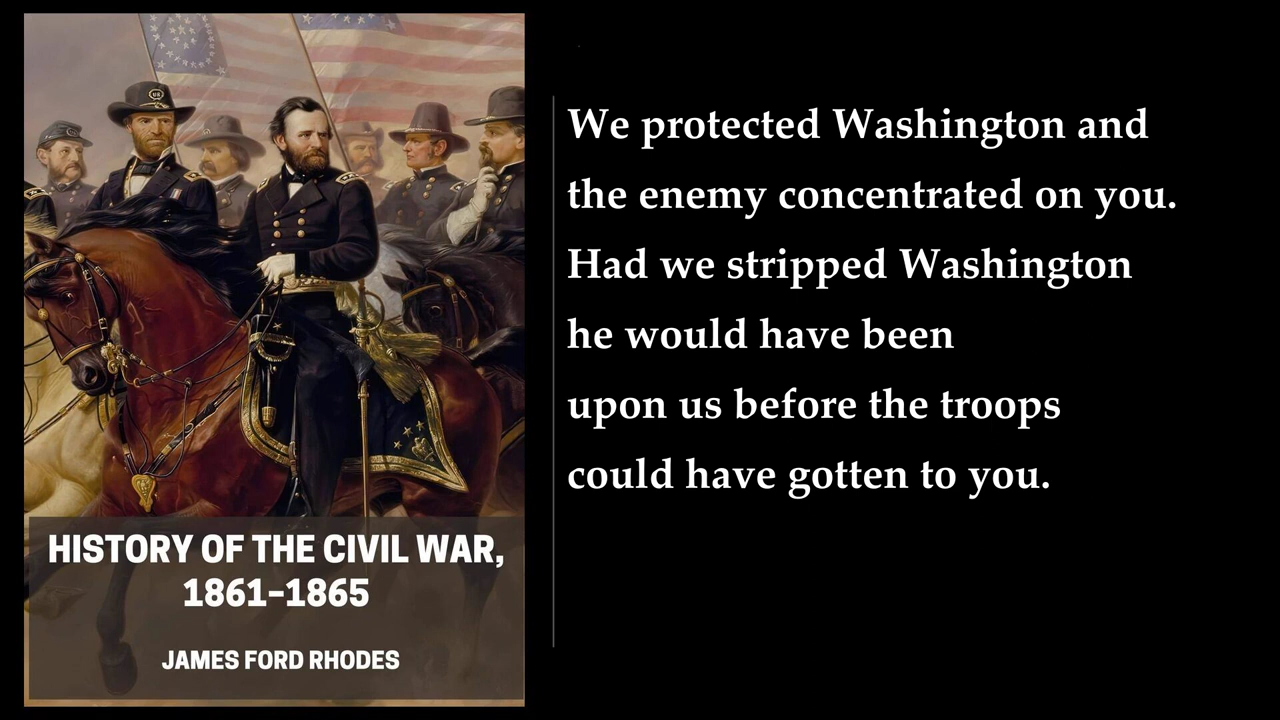 We protected Washington and
the enemy concentrated on you.
Had we stripped Washington
he would have been
upon us before the troops
could have gotten to you.
HISTORY OF THE CIVIL WAR,
1861–1865
JAMES FORD RHODES